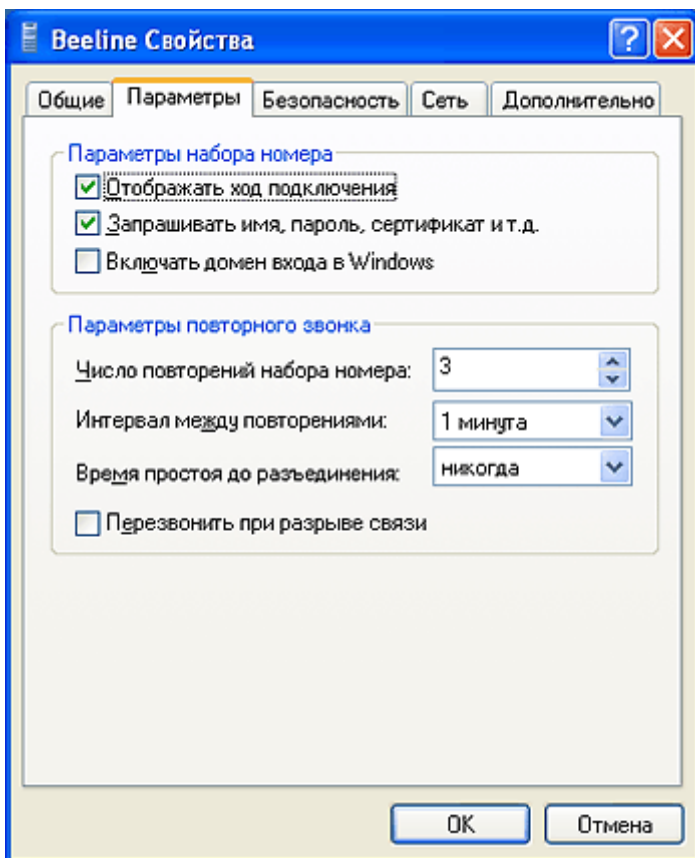 Beeline Свойства
Общие Параметры Безопасность Сеть Дополнительно
Параметры набора номера
Отображать ход подключения
Запрашивать имя, пароль, сертификат и т.д.
Включать домен входа в Windows
Параметры повторного звонка
Число повторений набора номера: 3
Интервал между повторениями: 1 минута
Время простоя до разъединения: никогда
Перезвонить при разрыве связи
OK Отмена